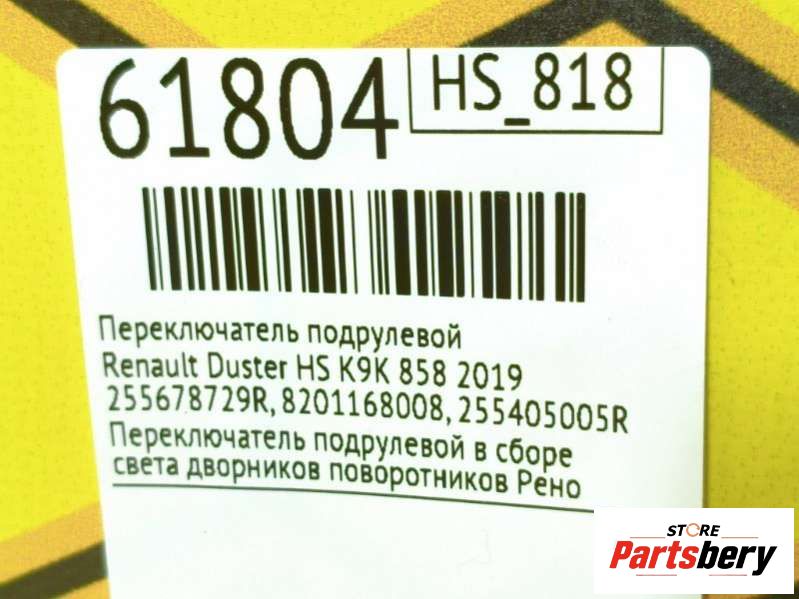 61804
HS_818
Переключатель подрулевой
Renault Duster HS K9K 858 2019
255678729R, 8201168008, 255405005R
Переключатель подрулевой в сборе
света дворников поворотников Рено
STORE
Partsbery